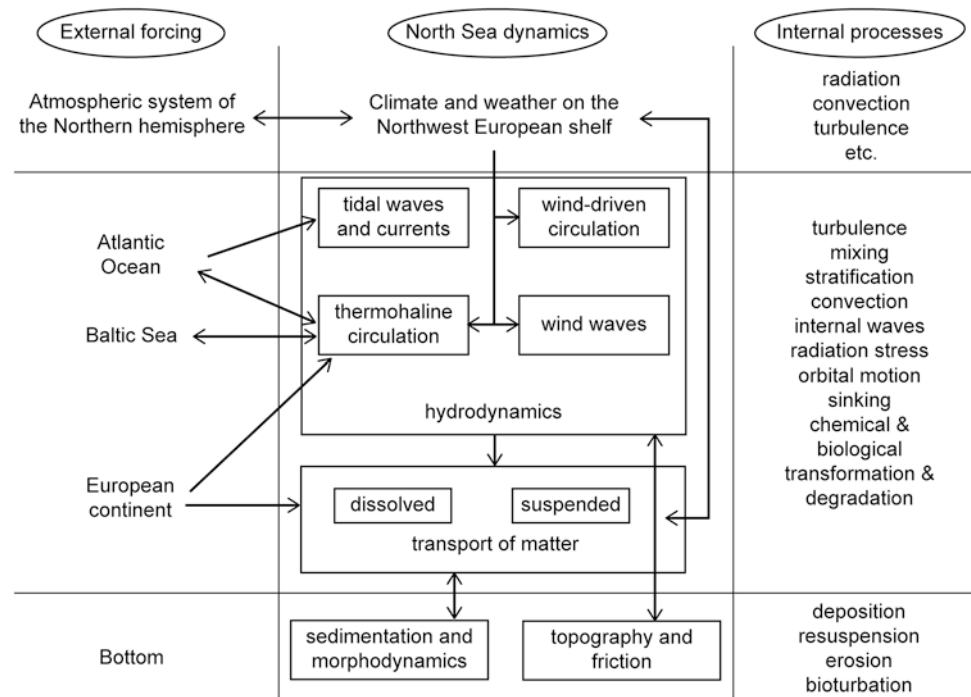 External forcing
North Sea dynamics
Internal processes
Atmospheric system of
the Northern hemisphere
Climate and weather on the
Northwest European shelf
radiation
convection
turbulence
etc.
Atlantic
Ocean
Baltic Sea
European
continent
tidal waves
and currents
wind-driven
circulation
thermohaline
circulation
wind waves
hydrodynamics
dissolved
suspended
transport of matter
turbulence
mixing
stratification
convection
internal waves
radiation stress
orbital motion
sinking
chemical &
biological
transformation &
degradation
Bottom
sedimentation and
morphodynamics
topography and
friction
deposition
resuspension
erosion
bioturbation